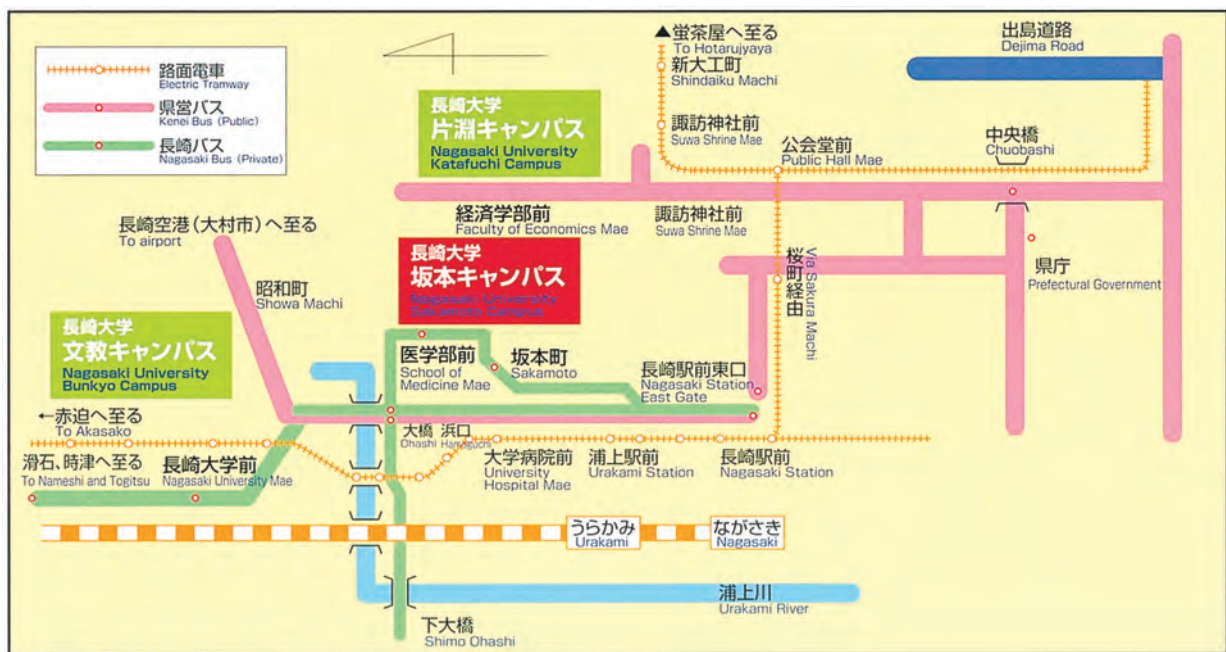 路面電車
Electric Tramway
県営バス
Kenei Bus (Public)
長崎バス
Nagasaki Bus (Private)
▲蛍茶屋へ至る
To Hotarujyaya
新大工町
Shindaiku Machi
出島道路
Dejima Road
長崎大学
片淵キャンパス
Nagasaki University
Katafuchi Campus
諏訪神社前
Suwa Shrine Mae
公会堂前
Public Hall Mae
中央橋
Chuobashi
経済学部前
Faculty of Economics Mae
諏訪神社前
Suwa Shrine Mae
長崎空港(大村市)へ至る
To airport
昭和町
Showa Machi
長崎大学
坂本キャンパス
Nagasaki University
Sakamoto Campus
桜町経由
Via Sakura Machi
県庁
Prefectural Government
長崎大学
文教キャンパス
Nagasaki University
Bunkyo Campus
医学部前
School of
Medicine Mae
坂本町
Sakamoto
長崎駅前東口
Nagasaki Station
East Gate
←赤迫へ至る
To Akasako
大橋
Ohashi
浜口
Hamaguchi
滑石、時津へ至る
To Nameshi and Togitsu
長崎大学前
Nagasaki University Mae
大学病院前
University
Hospital Mae
浦上駅前
Urakami Station
長崎駅前
Nagasaki Station
うらかみ
Urakami
ながさき
Nagasaki
浦上川
Urakami River
下大橋
Shimo Ohashi